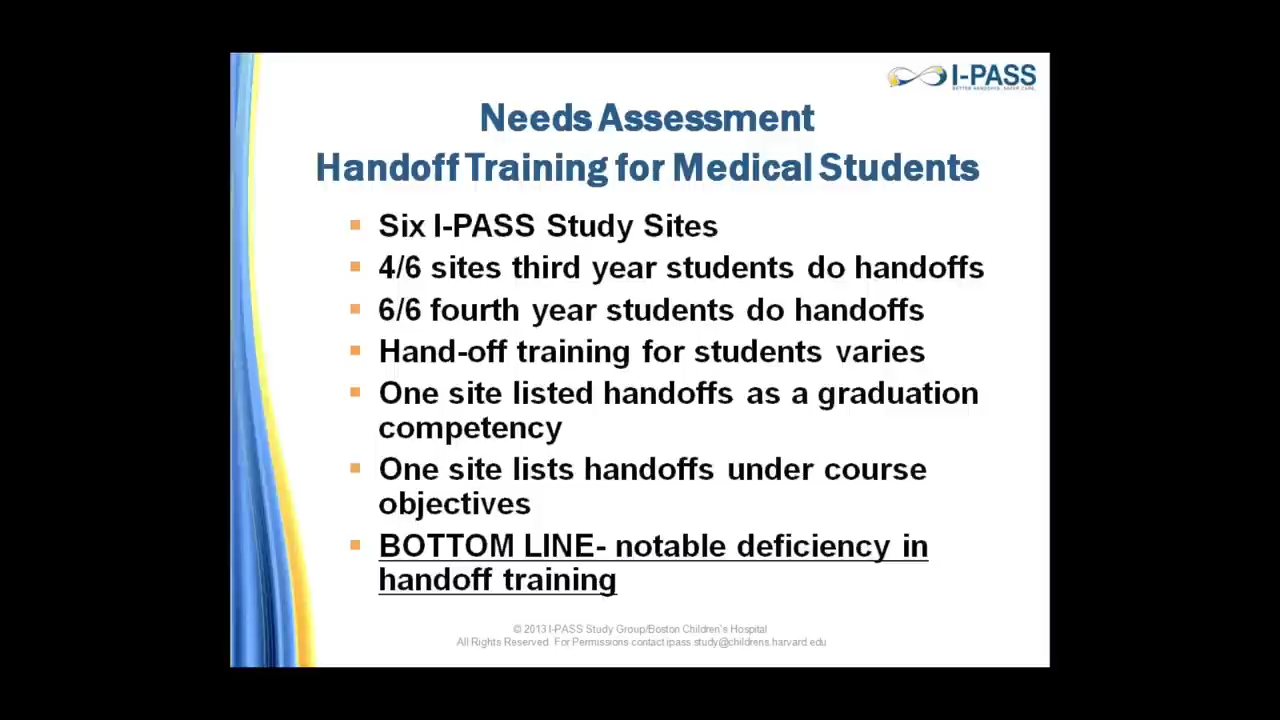 I-PASS
BETTER HANDOFFS. SAFER CARE.
Needs Assessment
Handoff Training for Medical Students
Six I-PASS Study Sites
4/6 sites third year students do handoffs
6/6 fourth year students do handoffs
Hand-off training for students varies
One site listed handoffs as a graduation
competency
One site lists handoffs under course
objectives
BOTTOM LINE- notable deficiency in
handoff training
© 2013 I-PASS Study Group/Boston Children's Hospital
All Rights Reserved. For Permissions contact ipass.study@childrens.harvard.edu